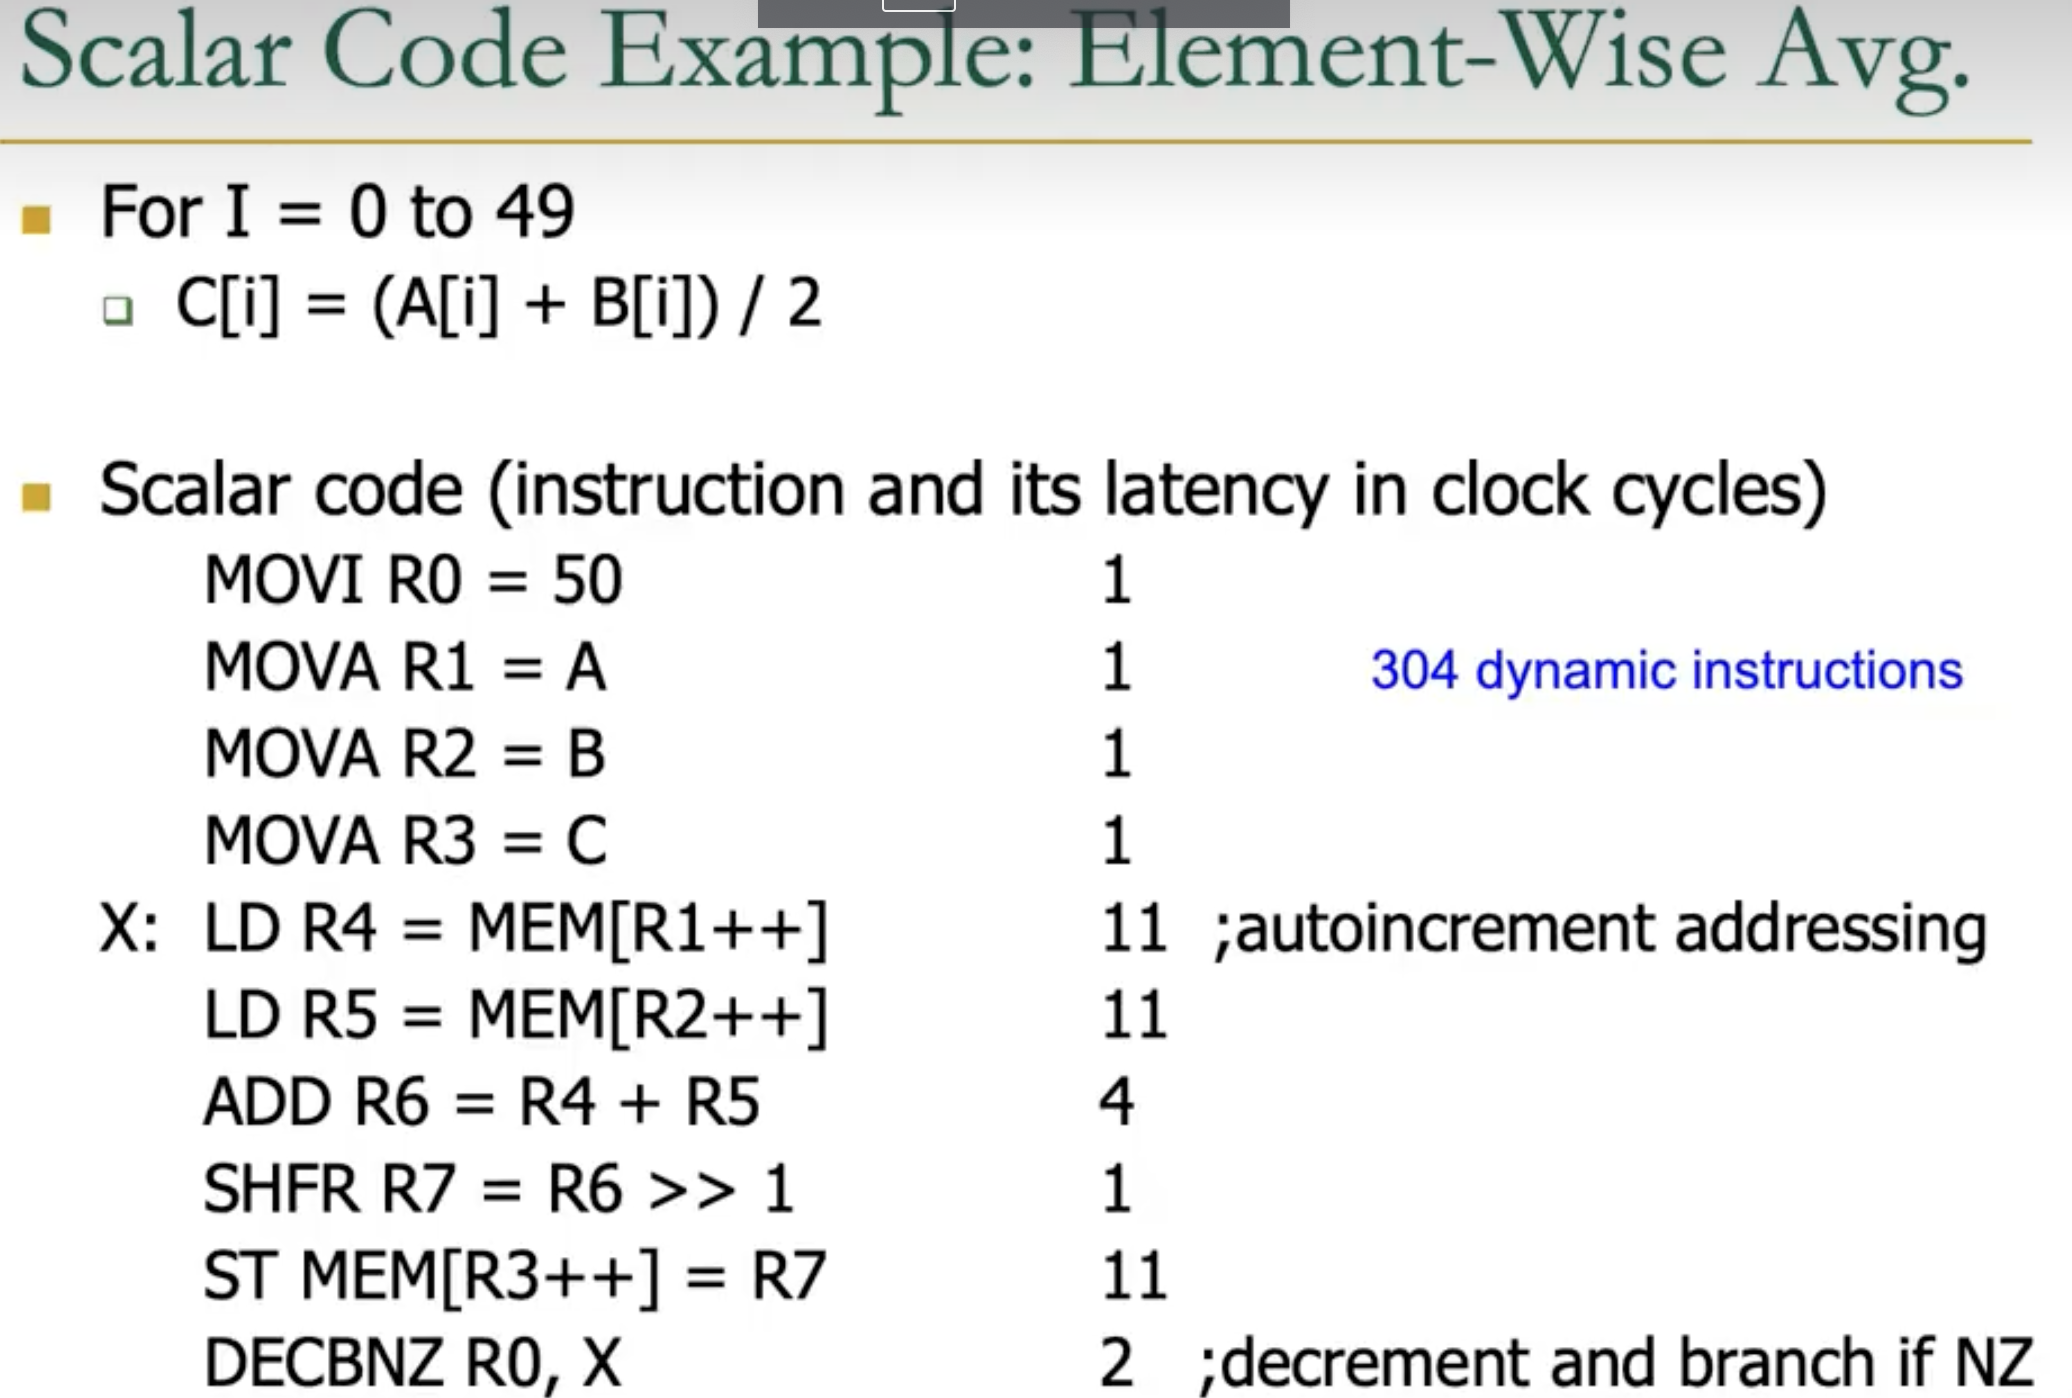 Scalar Code Example: Element-Wise Avg.
For I = 0 to 49
C[i] = (A[i] + B[i]) / 2
Scalar code (instruction and its latency in clock cycles)
MOVI R0 = 50 1
MOVA R1 = A 1 304 dynamic instructions
MOVA R2 = B 1
MOVA R3 = C 1
X: LD R4 = MEM[R1++] 11 ;autoincrement addressing
LD R5 = MEM[R2++] 11
ADD R6 = R4 + R5 4
SHFR R7 = R6 >> 1 1
ST MEM[R3++] = R7 11
DECBNZ R0, X 2 ;decrement and branch if NZ